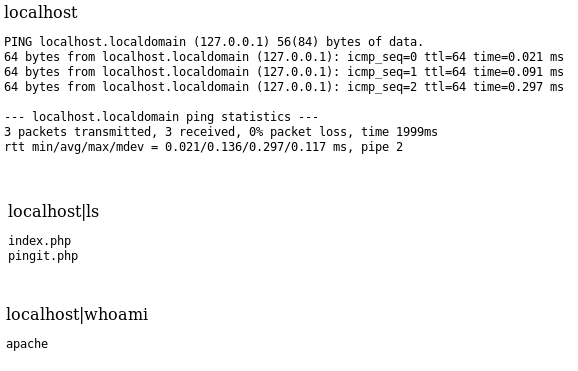 localhost
PING localhost.localdomain (127.0.0.1) 56(84) bytes of data.
64 bytes from localhost.localdomain (127.0.0.1): icmp_seq=0 ttl=64 time=0.021 ms
64 bytes from localhost.localdomain (127.0.0.1): icmp_seq=1 ttl=64 time=0.091 ms
64 bytes from localhost.localdomain (127.0.0.1): icmp_seq=2 ttl=64 time=0.297 ms
--- localhost.localdomain ping statistics ---
3 packets transmitted, 3 received, 0% packet loss, time 1999ms
rtt min/avg/max/mdev = 0.021/0.136/0.297/0.117 ms, pipe 2
localhost|ls
index.php
pingit.php
localhost|whoami
apache